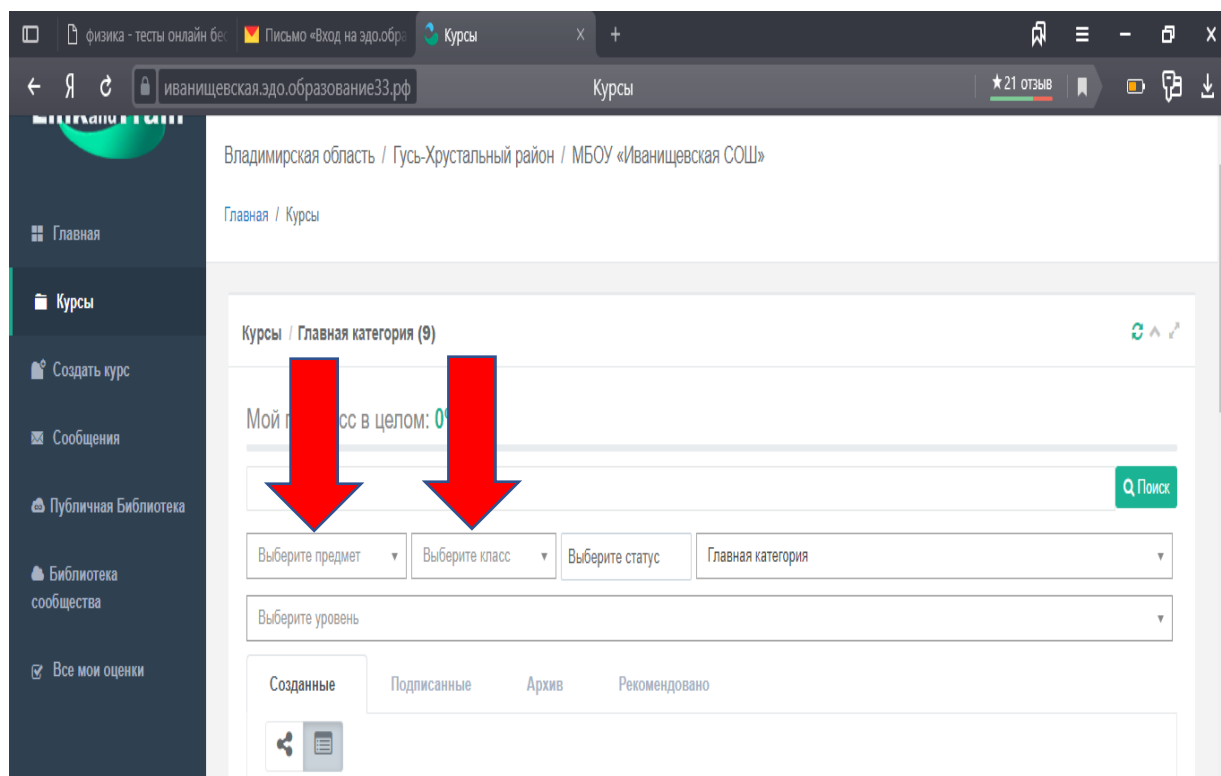 физика - тесты онлайн бес
Письмо «Вход на эдо.обра
Курсы
иванищевская.эдо.образование33.рф
Курсы
★21 отзыв
Владимирская область / Гусь-Хрустальный район / МБОУ «Иванищевская СОШ»
Главная / Курсы
Главная
Курсы
Создать курс
Сообщения
Публичная Библиотека
Библиотека
сообщества
Все мои оценки
Курсы / Главная категория (9)
Мой п сс в целом: 0
Поиск
Выберите предмет
Выберите класс
Выберите статус
Главная категория
Выберите уровень
Созданные
Подписанные
Архив
Рекомендовано